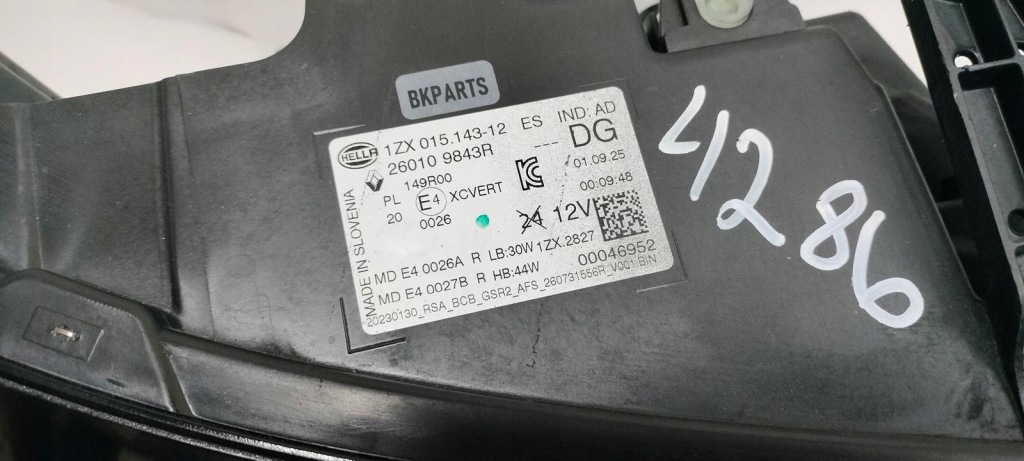 BKPARTS
HELLA 1ZX 015.143-12 ES IND: AD
26010 9843R --- DG
149R00 01.09.25
PL E4 XCVERT KC 00:09:48
20 0026 24 12V
MADE IN SLOVENIA
MD E4 0026A R LB:30W 1ZX.2827
MD E4 0027B R HB:44W 00046952
20230130_RSA_BCB_GSR2_AFS_260731556R_V001.BIN
4286